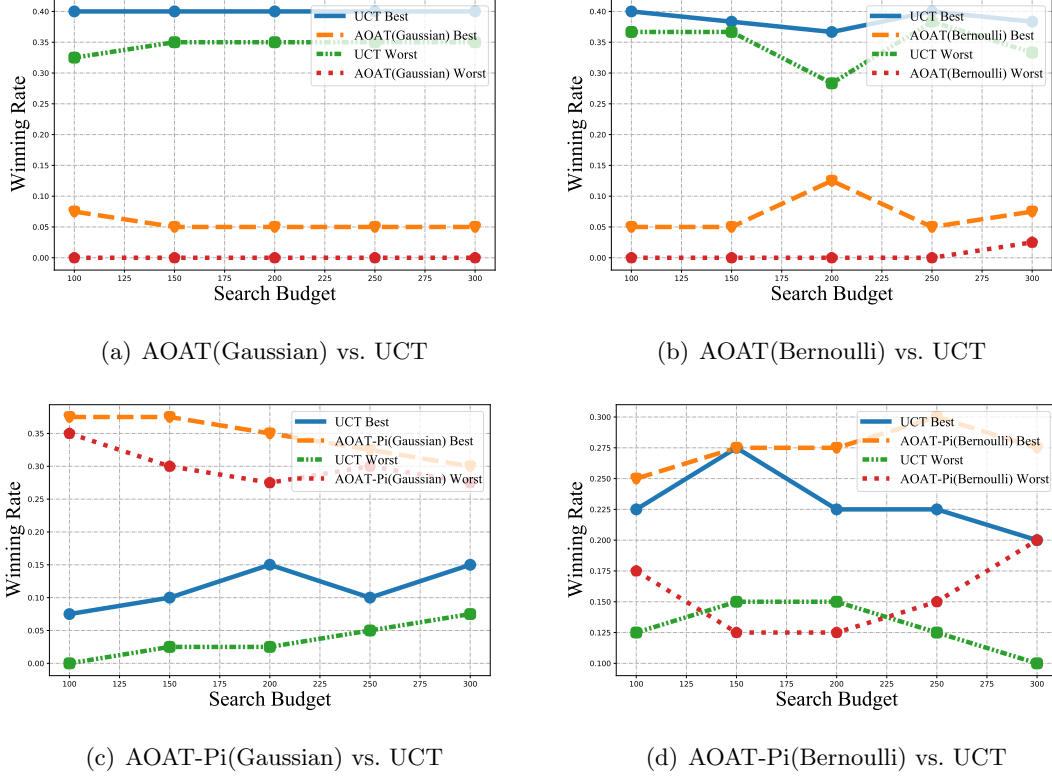 0.40
0.35
0.30
0.25
0.20
0.15
0.10
0.05
0.00
Winning Rate
UCT Best
AOAT(Gaussian) Best
UCT Worst
AOAT(Gaussian) Worst
100 125 150 175 200 225 250 275 300
Search Budget
(a) AOAT(Gaussian) vs. UCT
0.40
0.35
0.30
0.25
0.20
0.15
0.10
0.05
0.00
Winning Rate
UCT Best
AOAT(Bernoulli) Best
UCT Worst
AOAT(Bernoulli) Worst
100 125 150 175 200 225 250 275 300
Search Budget
(b) AOAT(Bernoulli) vs. UCT
0.35
0.30
0.25
0.20
0.15
0.10
0.05
0.00
Winning Rate
UCT Best
AOAT-Pi(Gaussian) Best
UCT Worst
AOAT-Pi(Gaussian) Worst
100 125 150 175 200 225 250 275 300
Search Budget
(c) AOAT-Pi(Gaussian) vs. UCT
0.300
0.275
0.250
0.225
0.200
0.175
0.150
0.125
0.100
Winning Rate
UCT Best
AOAT-Pi(Bernoulli) Best
UCT Worst
AOAT-Pi(Bernoulli) Worst
100 125 150 175 200 225 250 275 300
Search Budget
(d) AOAT-Pi(Bernoulli) vs. UCT